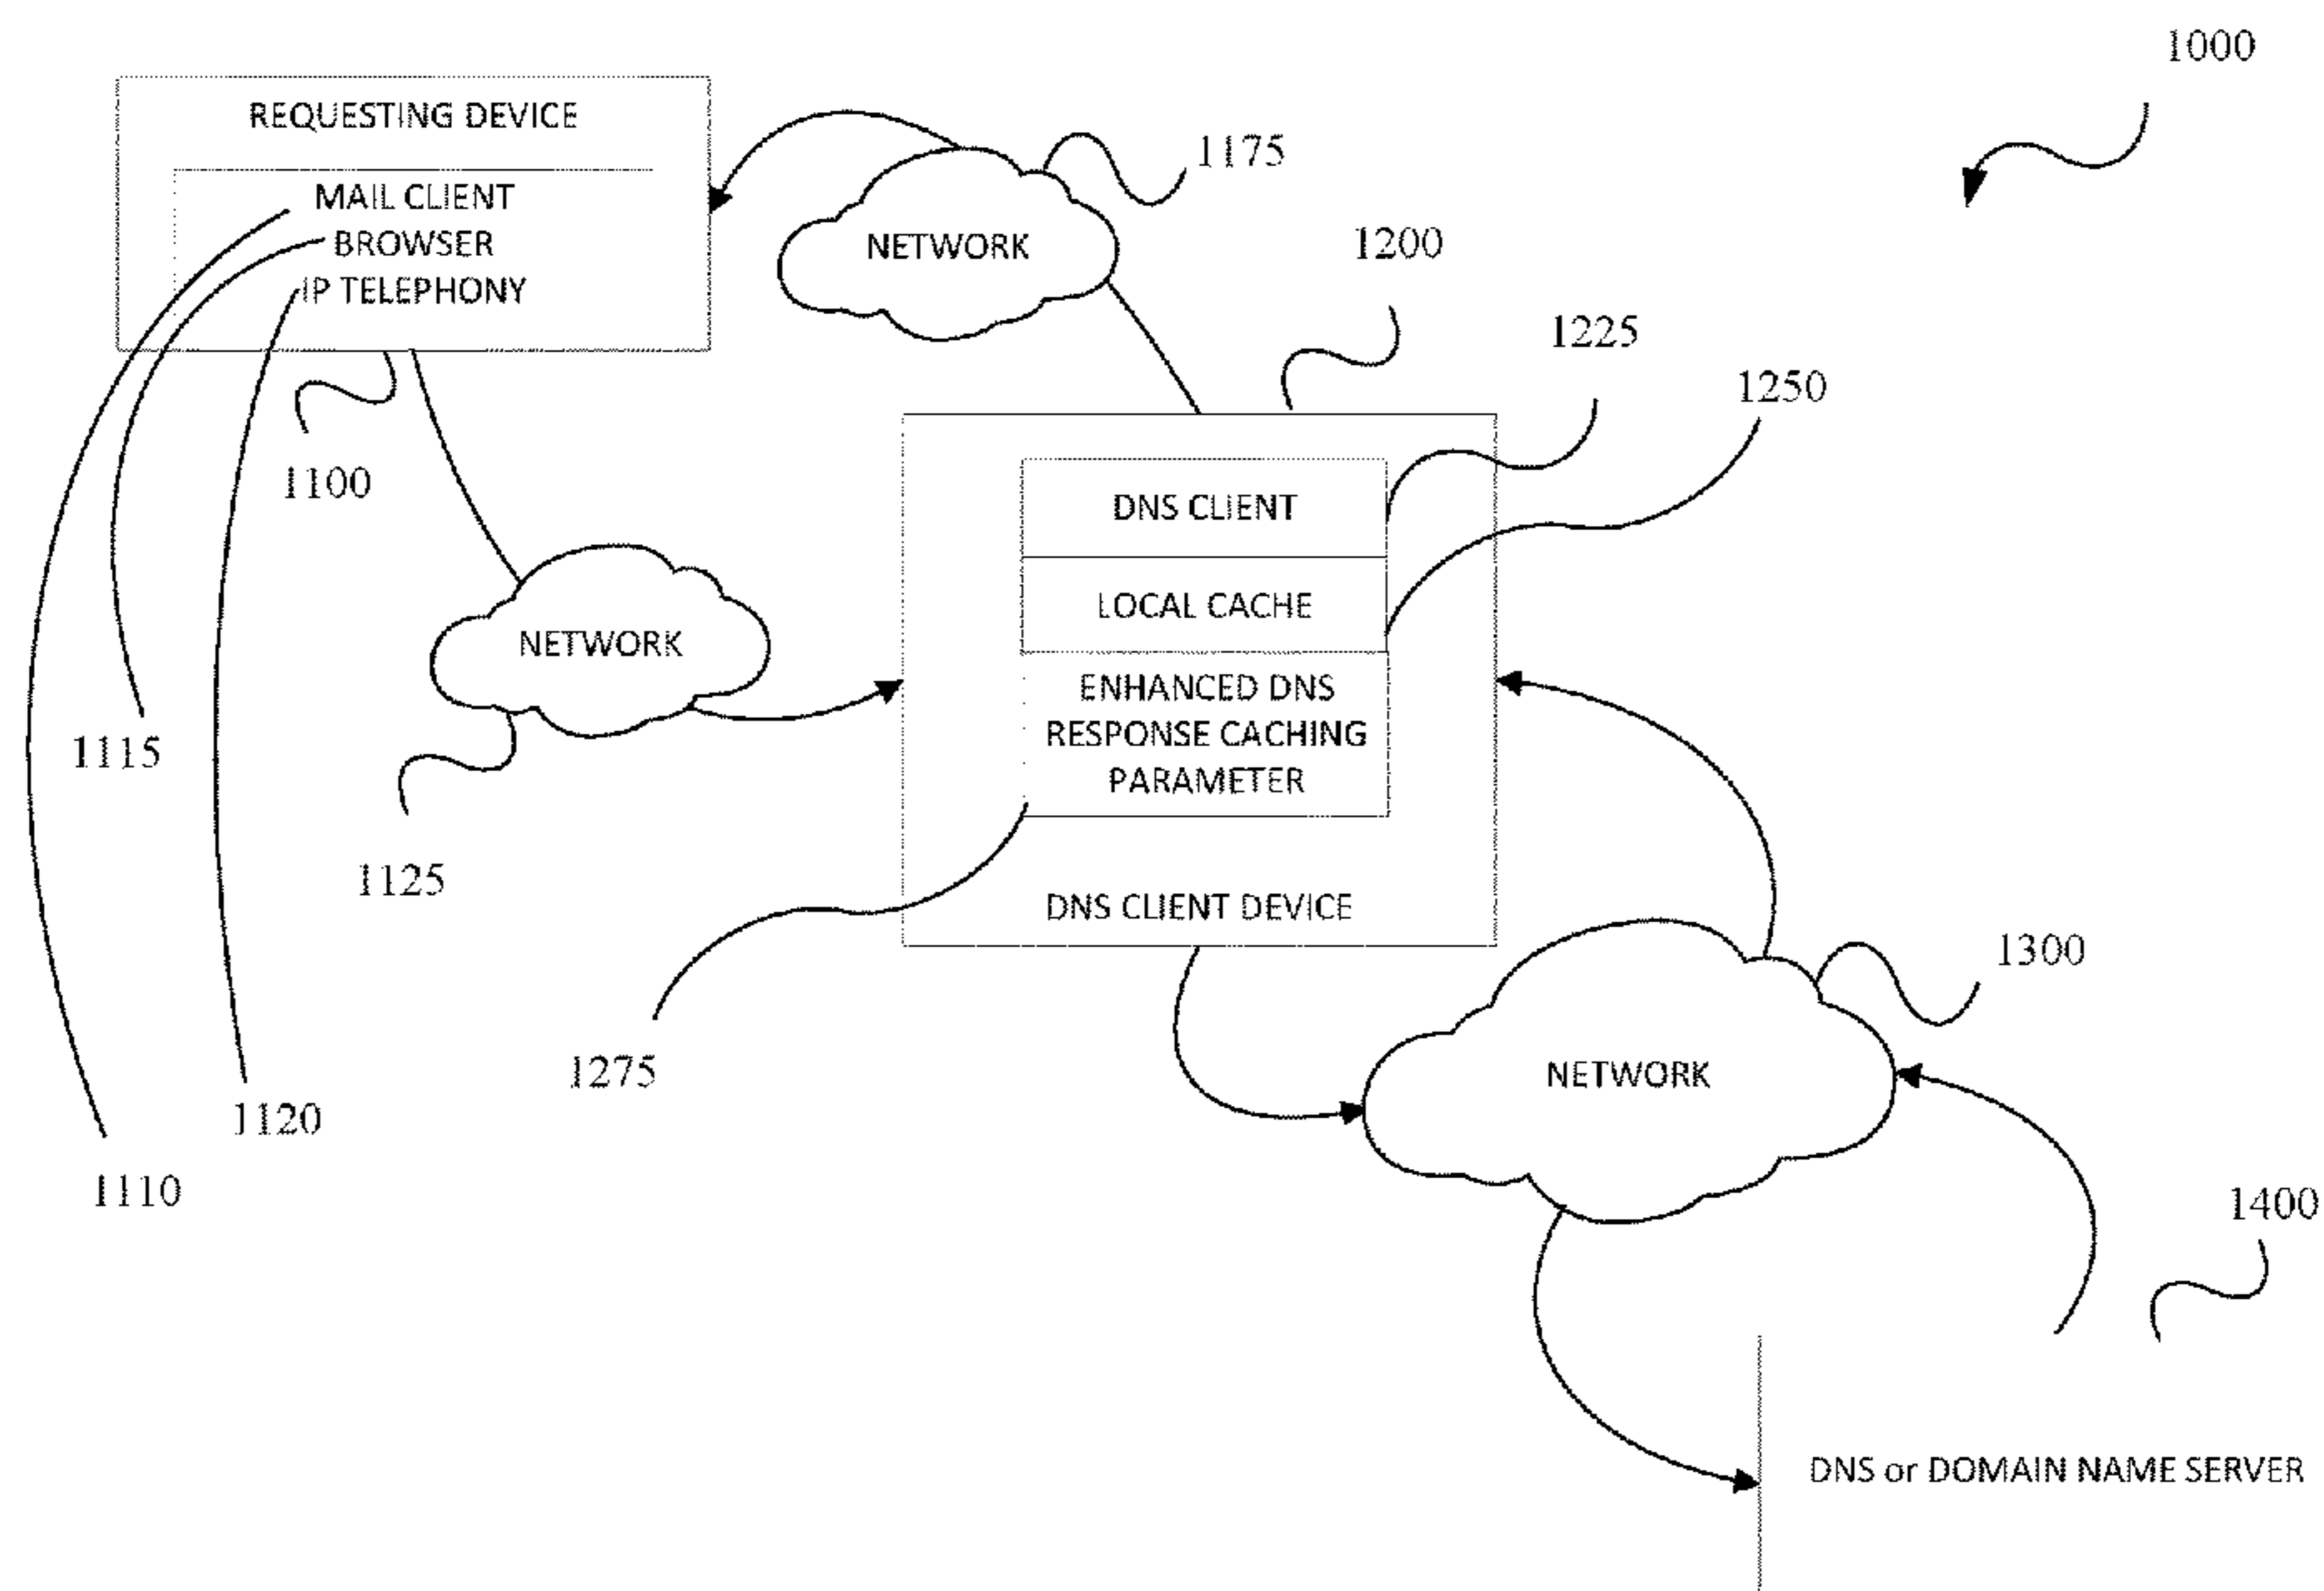 1000
REQUESTING DEVICE
MAIL CLIENT
BROWSER
IP TELEPHONY
1175
NETWORK
1200
1225
1250
1100
DNS CLIENT
LOCAL CACHE
NETWORK
ENHANCED DNS
RESPONSE CACHING
PARAMETER
1115
1125
DNS CLIENT DEVICE
1300
1275
NETWORK
1120
1110
1400
DNS or DOMAIN NAME SERVER